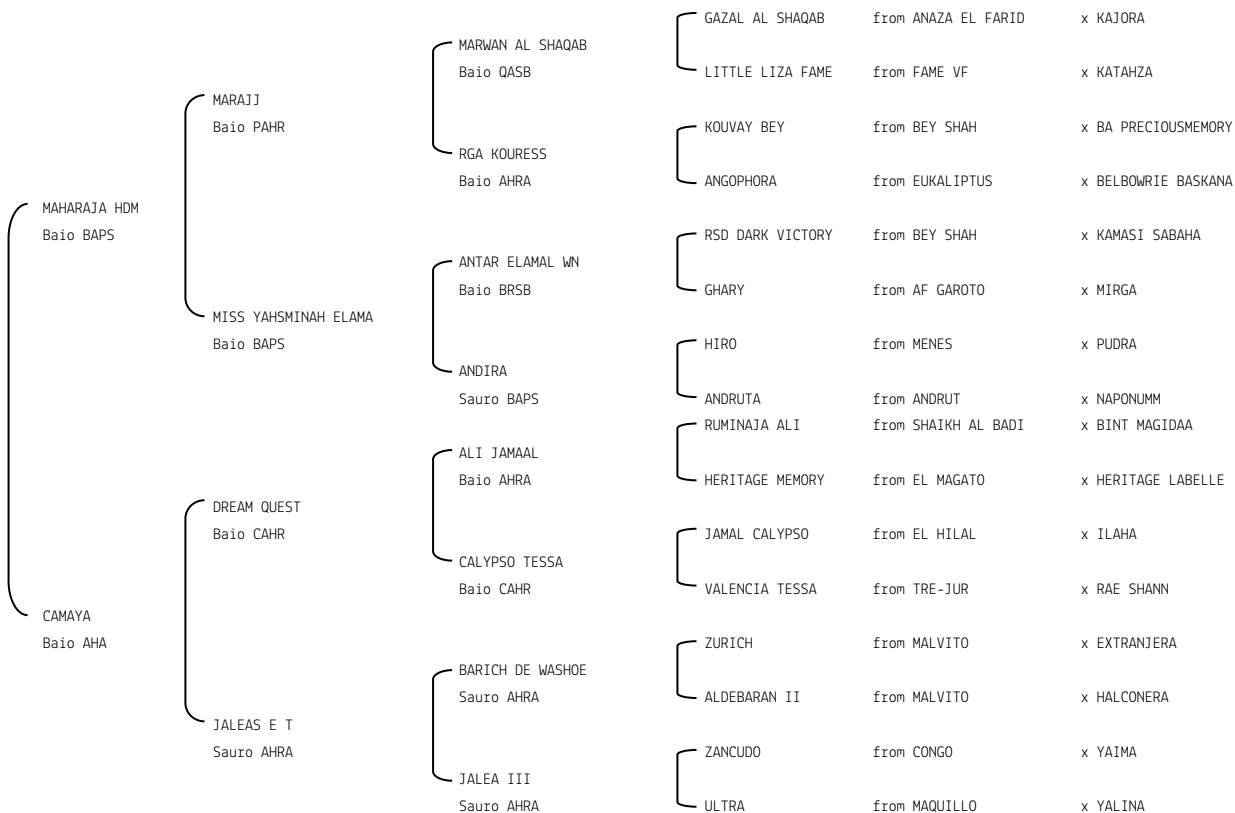 GAZAL AL SHAQAB from ANAZA EL FARID x KAJORA
MARWAN AL SHAQAB
Baio QASB
LITTLE LIZA FAME from FAME VF x KATAHZA
MARAJJ
Baio PAHR
KOUVAY BEY from BEY SHAH x BA PRECIOUSMEMORY
RGA KOURESS
Baio AHRA
ANGOPHORA from EUKALIPTUS x BELBOWRIE BASKANA
MAHARAJA HDM
Baio BAPS
RSD DARK VICTORY from BEY SHAH x KAMASI SABAHA
ANTAR ELAMAL WN
Baio BRSB
GHARY from AF GAROTO x MIRGA
MISS YAHSMINAH ELAMA
Baio BAPS
HIRO from MENES x PUDRA
ANDIRA
Sauro BAPS
ANDRUTA from ANDRUT x NAPONUMM
RUMINAJA ALI from SHAIKH AL BADI x BINT MAGIDAA
ALI JAMAAL
Baio AHRA
HERITAGE MEMORY from EL MAGATO x HERITAGE LABELLE
DREAM QUEST
Baio CAHR
JAMAL CALYPSO from EL HILAL x ILAHA
CALYPSO TESSA
Baio CAHR
VALENCIA TESSA from TRE-JUR x RAE SHANN
CAMAYA
Baio AHA
ZURICH from MALVITO x EXTRANJERA
BARICH DE WASHOE
Sauro AHRA
ALDEBARAN II from MALVITO x HALCONERA
JALEAS E T
Sauro AHRA
ZANCUDO from CONGO x YAIMA
JALEA III
Sauro AHRA
ULTRA from MAQUILLO x YALINA